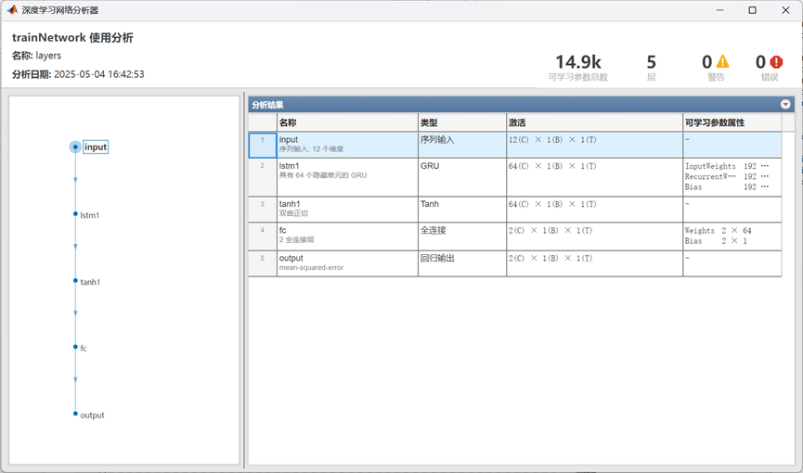 深度学习网络分析器
trainNetwork 使用分析
名称: layers
分析日期: 2025-05-04 16:42:53
14.9k
可学习参数总数
5
层
0
警告
0
错误
input
lstm1
tanh1
fc
output
分析结果
名称 类型 激活 可学习参数属性
1 input 序列输入 12(C) × 1(B) × 1(T) -
序列输入: 12 个维度
2 lstm1 GRU 64(C) × 1(B) × 1(T) InputWeights 192 ···
具有 64 个隐藏单元的 GRU RecurrentW··· 192 ···
Bias 192 ···
3 tanh1 Tanh 64(C) × 1(B) × 1(T) -
双曲正切
4 fc 全连接 2(C) × 1(B) × 1(T) Weights 2 × 64
2 全连接层 Bias 2 × 1
5 output 回归输出 2(C) × 1(B) × 1(T) -
mean-squared-error